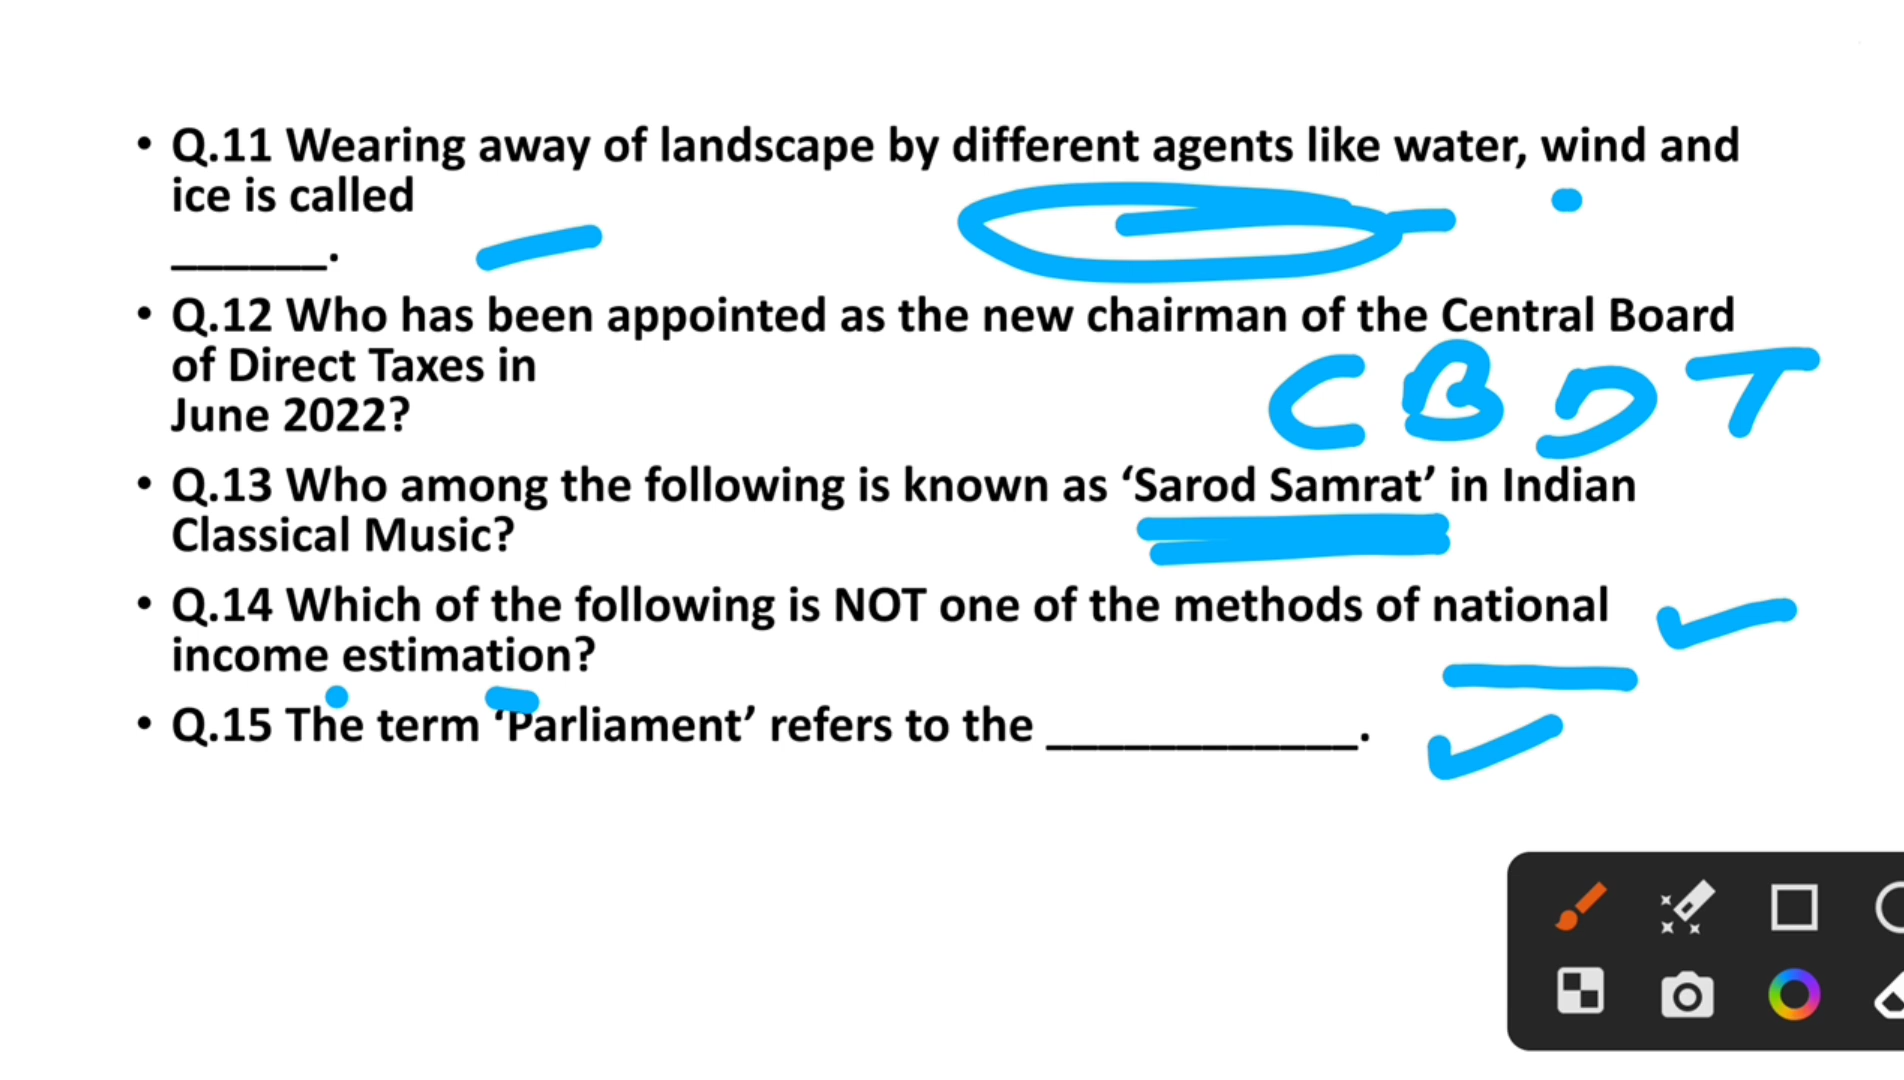 • Q.11 Wearing away of landscape by different agents like water, wind and
ice is called
______.
• Q.12 Who has been appointed as the new chairman of the Central Board
of Direct Taxes in
CBDT
June 2022?
• Q.13 Who among the following is known as ‘Sarod Samrat’ in Indian
Classical Music?
• Q.14 Which of the following is NOT one of the methods of national
income estimation?
• Q.15 The term ‘Parliament’ refers to the ____________.